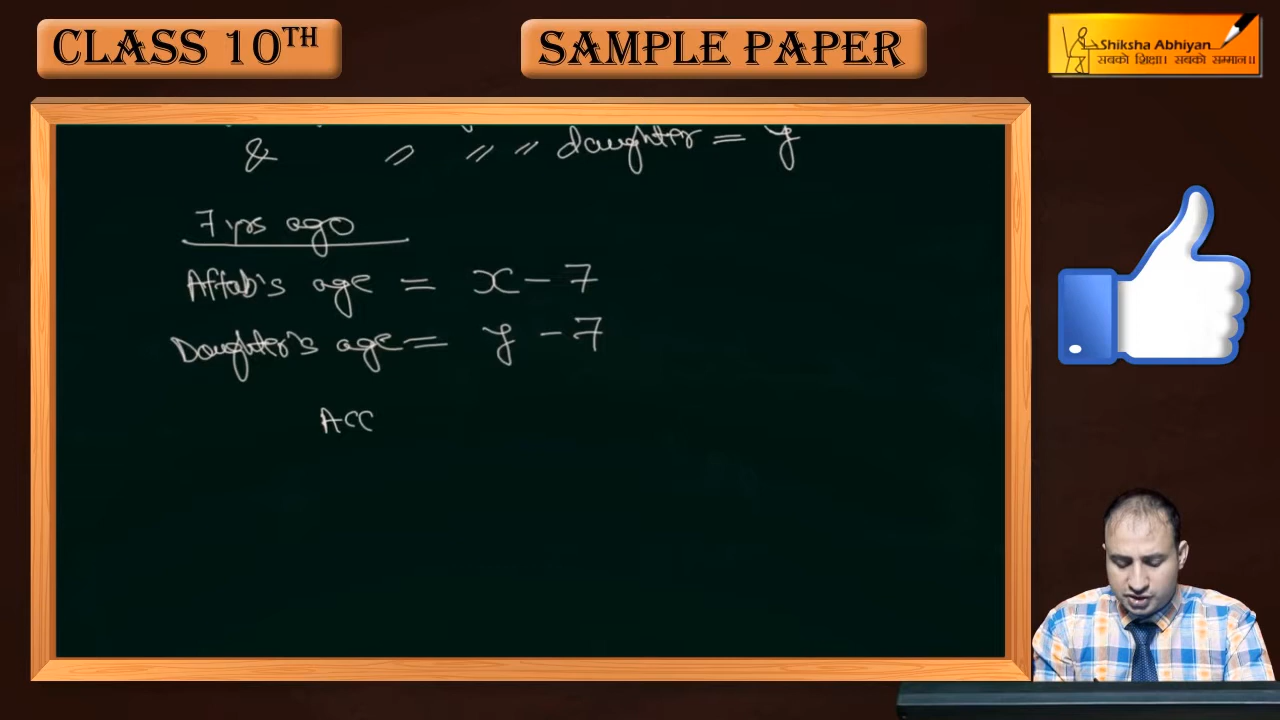 CLASS 10TH
SAMPLE PAPER
Shiksha Abhiyan
सबको शिक्षा। सबको सम्मान॥
& 〃 〃 〃 daughter = y
7 yrs ago
Aftab's age = x - 7
Daughter's age = y - 7
ACC